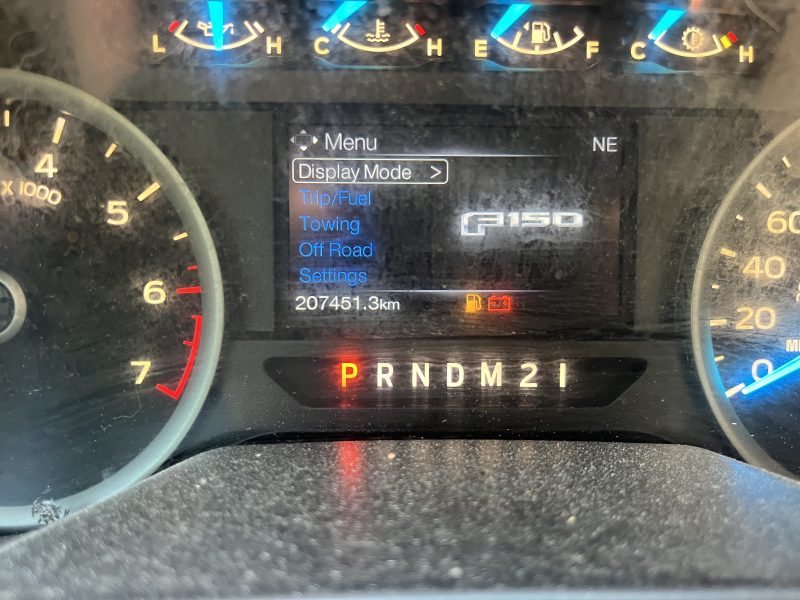 L H C H E F C H
Menu NE
Display Mode >
Trip/Fuel
Towing
Off Road
Settings
F150
207451.3km
P R N D M 2 1
4
x 1000
5
6
7
60
40
20
0